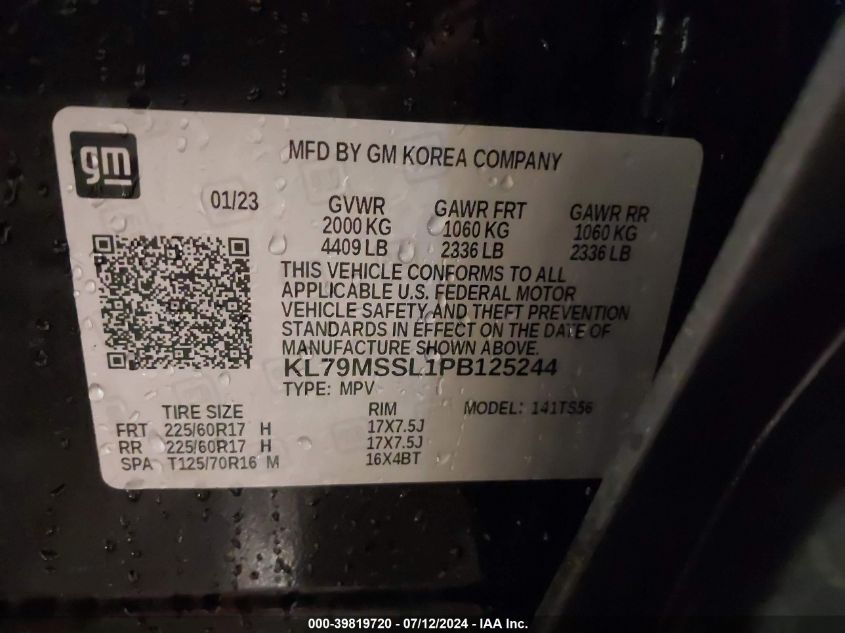 gm
MFD BY GM KOREA COMPANY
01/23
GVWR GAWR FRT GAWR RR
2000 KG 1060 KG 1060 KG
4409 LB 2336 LB 2336 LB
THIS VEHICLE CONFORMS TO ALL
APPLICABLE U.S. FEDERAL MOTOR
VEHICLE SAFETY AND THEFT PREVENTION
STANDARDS IN EFFECT ON THE DATE OF
MANUFACTURE SHOWN ABOVE.
KL79MSSL1PB125244
TYPE: MPV
TIRE SIZE RIM MODEL: 141TS56
FRT 225/60R17 H 17X7.5J
RR 225/60R17 H 17X7.5J
SPA T125/70R16 M 16X4BT
000-39819720 - 07/12/2024 - IAA Inc.